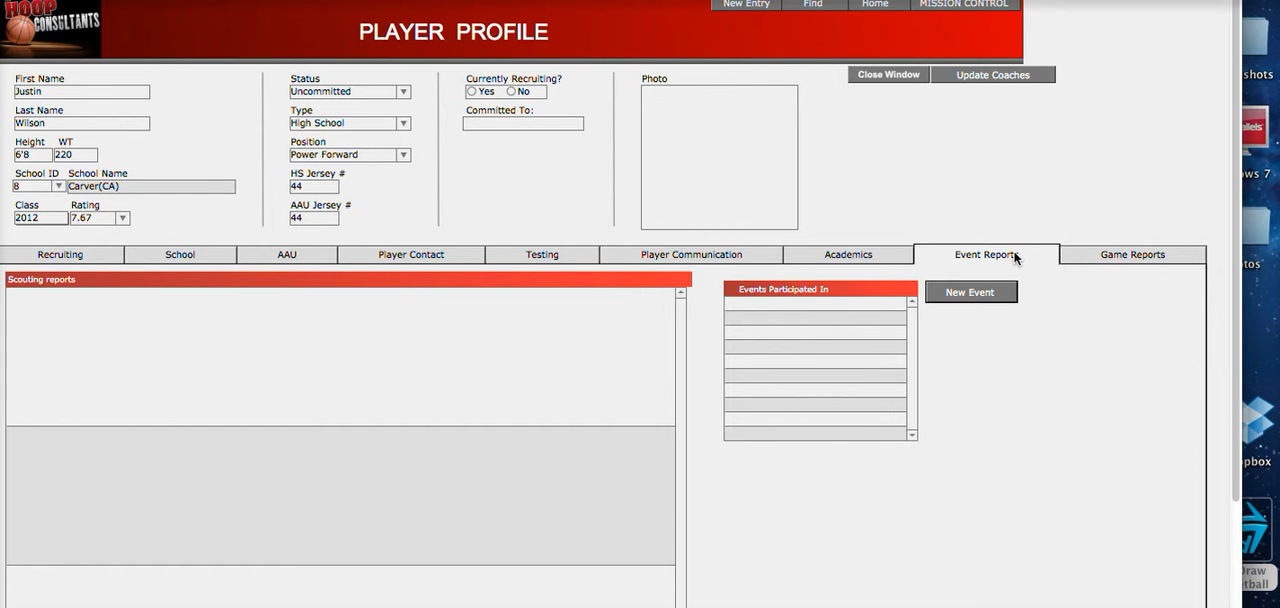 HOOP
CONSULTANTS
PLAYER PROFILE
New Entry
Find
Home
MISSION CONTROL
Close Window
Update Coaches
First Name
Justin
Last Name
Wilson
Height WT
6'8 220
School ID School Name
8 Carver(CA)
Class Rating
2012 7.67
Status
Uncommitted
Type
High School
Position
Power Forward
HS Jersey #
44
AAU Jersey #
44
Currently Recruiting?
Yes No
Committed To:
Photo
Recruiting
School
AAU
Player Contact
Testing
Player Communication
Academics
Event Reports
Game Reports
Scouting reports
Events Participated In
New Event
shots
allels
ows 7
otos
opbox
Draw
etball